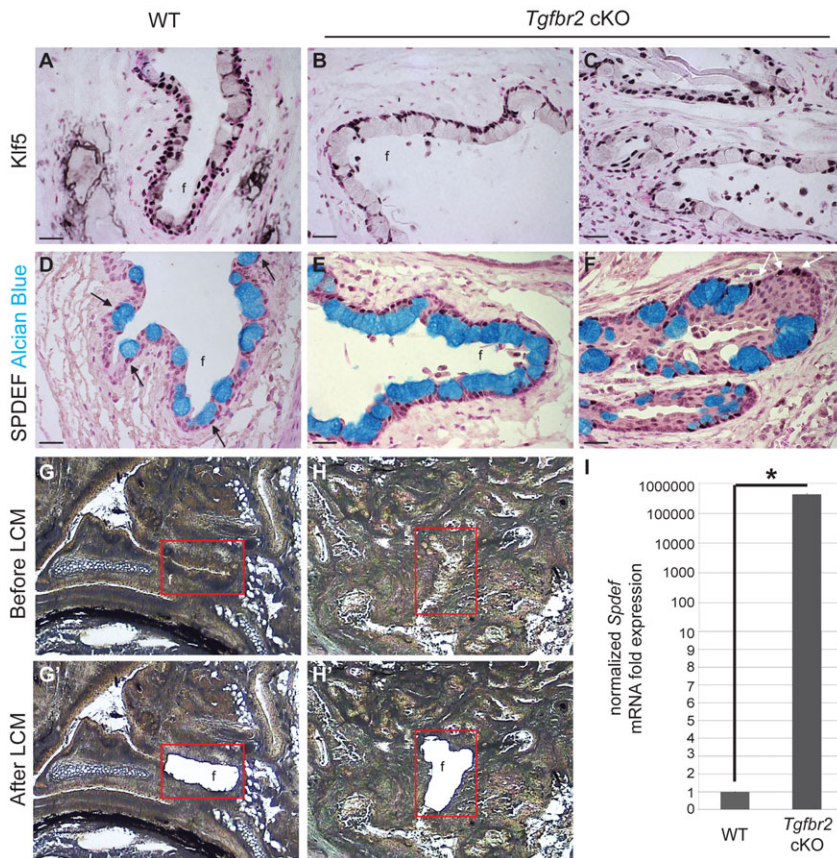 WT
Tgfbr2 cKO
Klf5
A
f
B
f
C
SPDEF Alcian Blue
D
f
E
f
F
Before LCM
G
f
H
f
After LCM
G'
f
H'
f
I
*
normalized Spdef
mRNA fold expression
1000000
100000
10000
1000
100
10
9
8
7
6
5
4
3
2
1
0
WT
Tgfbr2
cKO